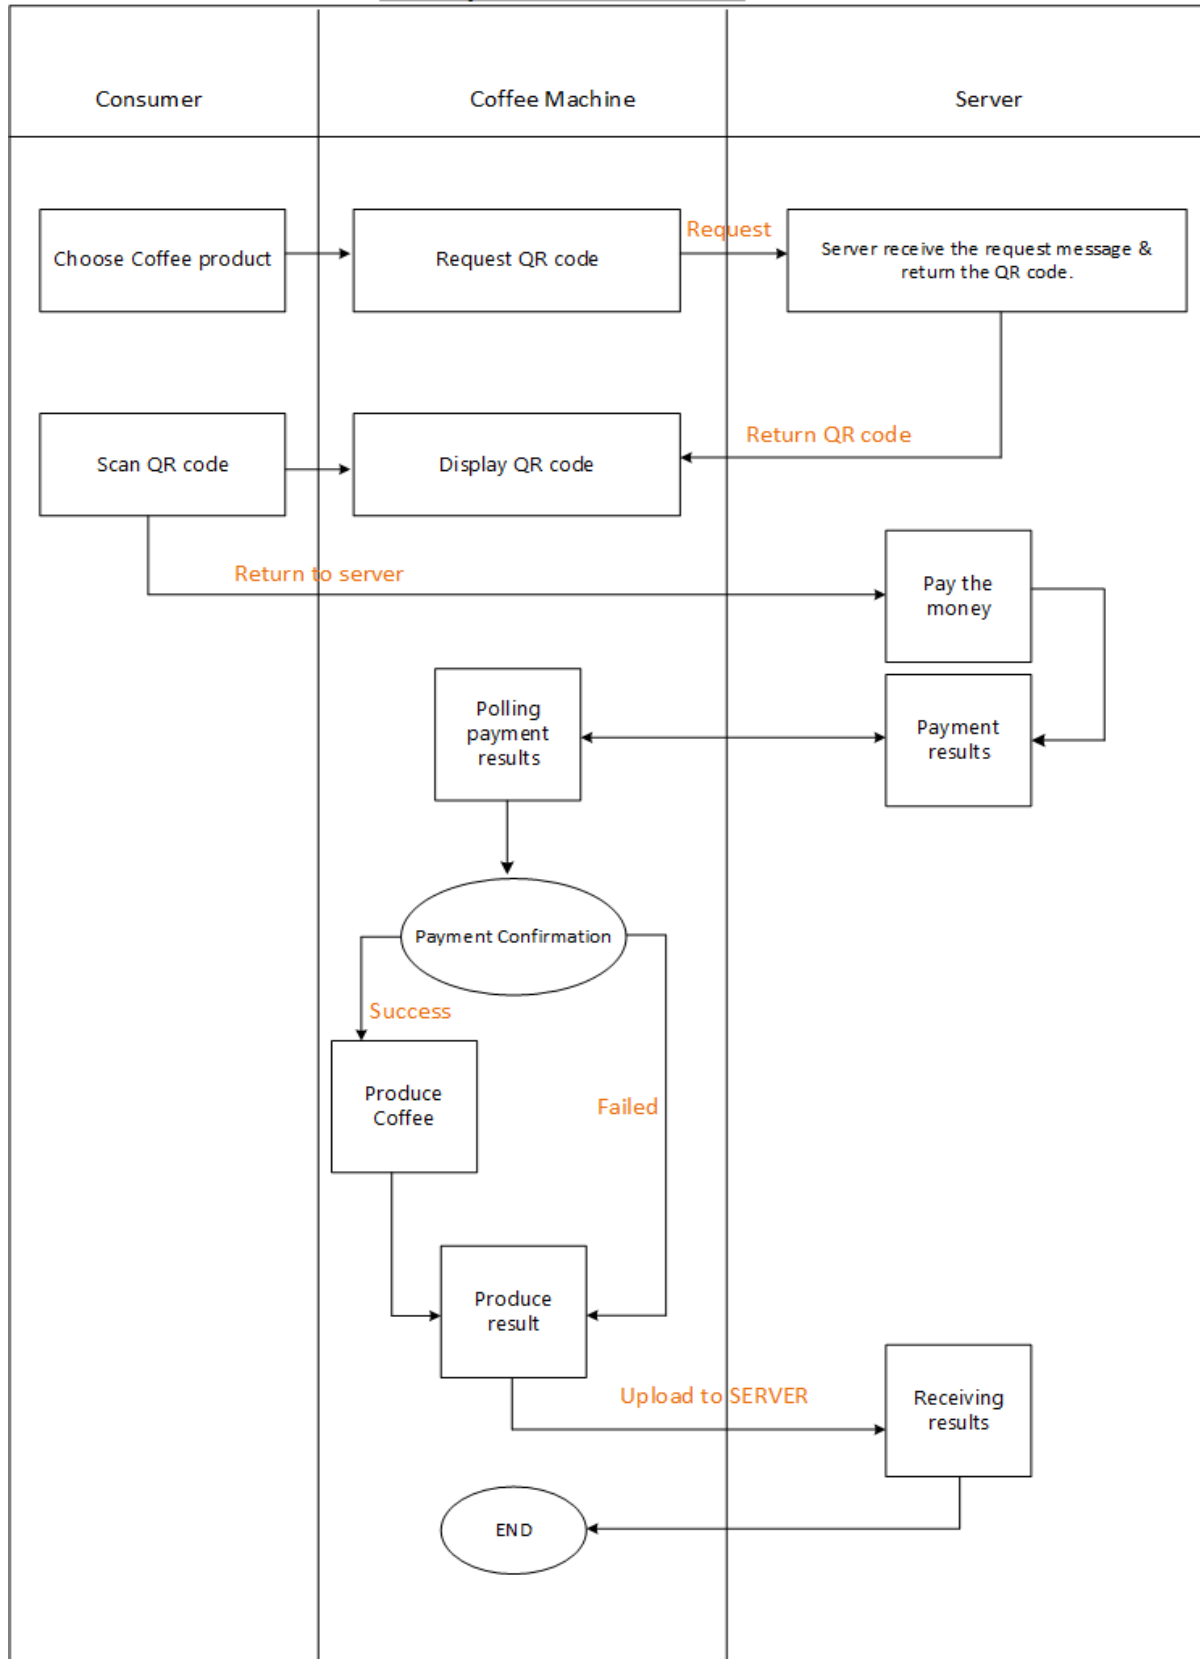 Consumer
Coffee Machine
Server
Choose Coffee product
Request QR code
Request
Server receive the request message &
return the QR code.
Scan QR code
Display QR code
Return QR code
Return to server
Pay the
money
Polling
payment
results
Payment
results
Payment Confirmation
Success
Produce
Coffee
Failed
Produce
result
Upload to SERVER
Receiving
results
END